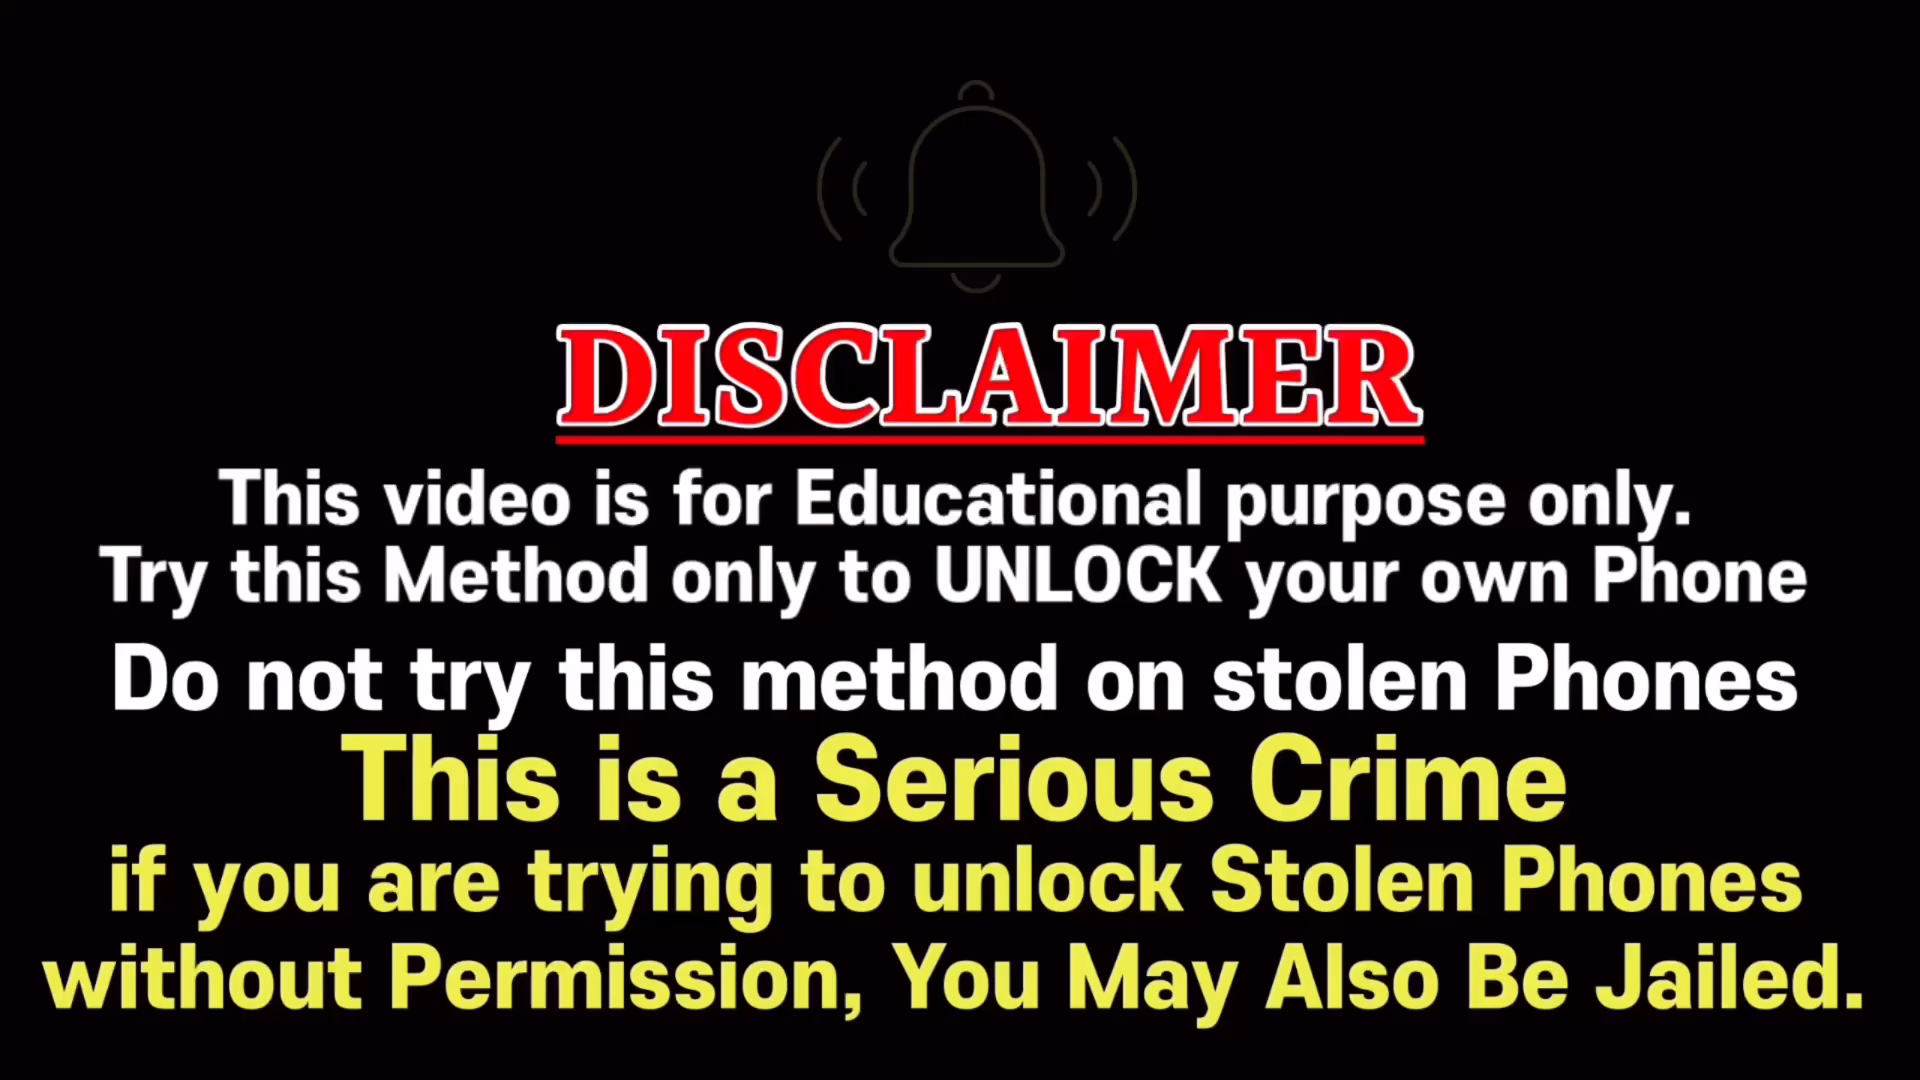 DISCLAIMER
This video is for Educational purpose only.
Try this Method only to UNLOCK your own Phone
Do not try this method on stolen Phones
This is a Serious Crime
if you are trying to unlock Stolen Phones
without Permission, You May Also Be Jailed.